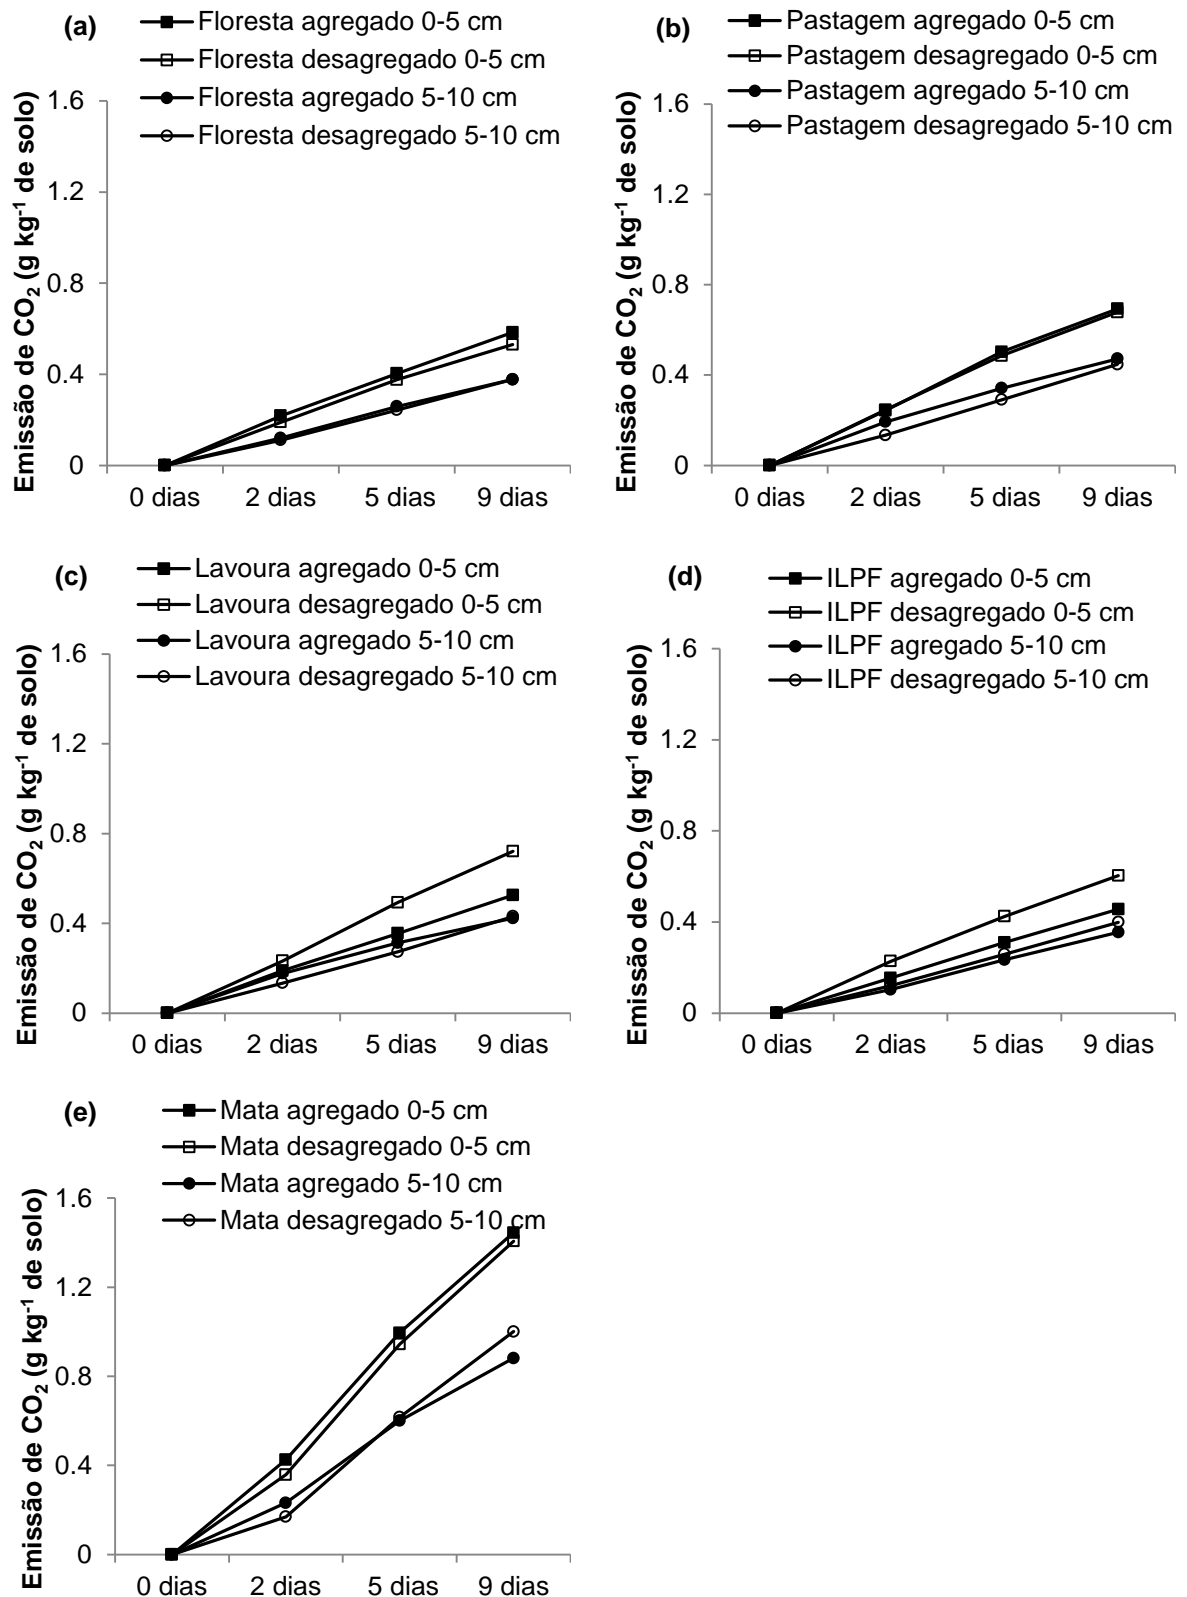 (a)
Floresta agregado 0-5 cm
Floresta desagregado 0-5 cm
Floresta agregado 5-10 cm
Floresta desagregado 5-10 cm
Emissão de CO₂ (g kg⁻¹ de solo)
1.6
1.2
0.8
0.4
0
0 dias 2 dias 5 dias 9 dias
(b)
Pastagem agregado 0-5 cm
Pastagem desagregado 0-5 cm
Pastagem agregado 5-10 cm
Pastagem desagregado 5-10 cm
Emissão de CO₂ (g kg⁻¹ de solo)
1.6
1.2
0.8
0.4
0
0 dias 2 dias 5 dias 9 dias
(c)
Lavoura agregado 0-5 cm
Lavoura desagregado 0-5 cm
Lavoura agregado 5-10 cm
Lavoura desagregado 5-10 cm
Emissão de CO₂ (g kg⁻¹ de solo)
1.6
1.2
0.8
0.4
0
0 dias 2 dias 5 dias 9 dias
(d)
ILPF agregado 0-5 cm
ILPF desagregado 0-5 cm
ILPF agregado 5-10 cm
ILPF desagregado 5-10 cm
Emissão de CO₂ (g kg⁻¹ de solo)
1.6
1.2
0.8
0.4
0
0 dias 2 dias 5 dias 9 dias
(e)
Mata agregado 0-5 cm
Mata desagregado 0-5 cm
Mata agregado 5-10 cm
Mata desagregado 5-10 cm
Emissão de CO₂ (g kg⁻¹ de solo)
1.6
1.2
0.8
0.4
0
0 dias 2 dias 5 dias 9 dias